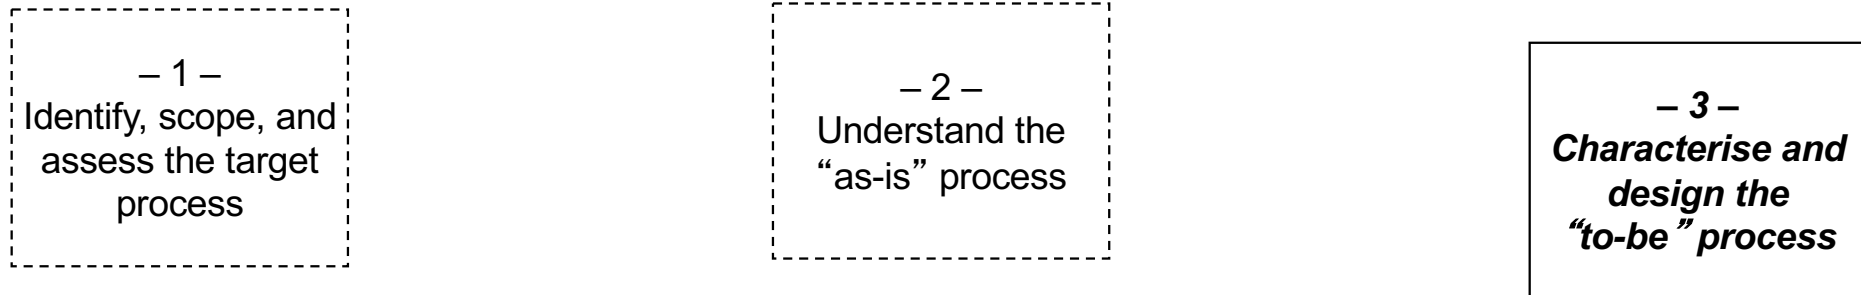 – 1 –
Identify, scope, and
assess the target
process
– 2 –
Understand the
“as-is” process
– 3 –
Characterise and
design the
“to-be” process